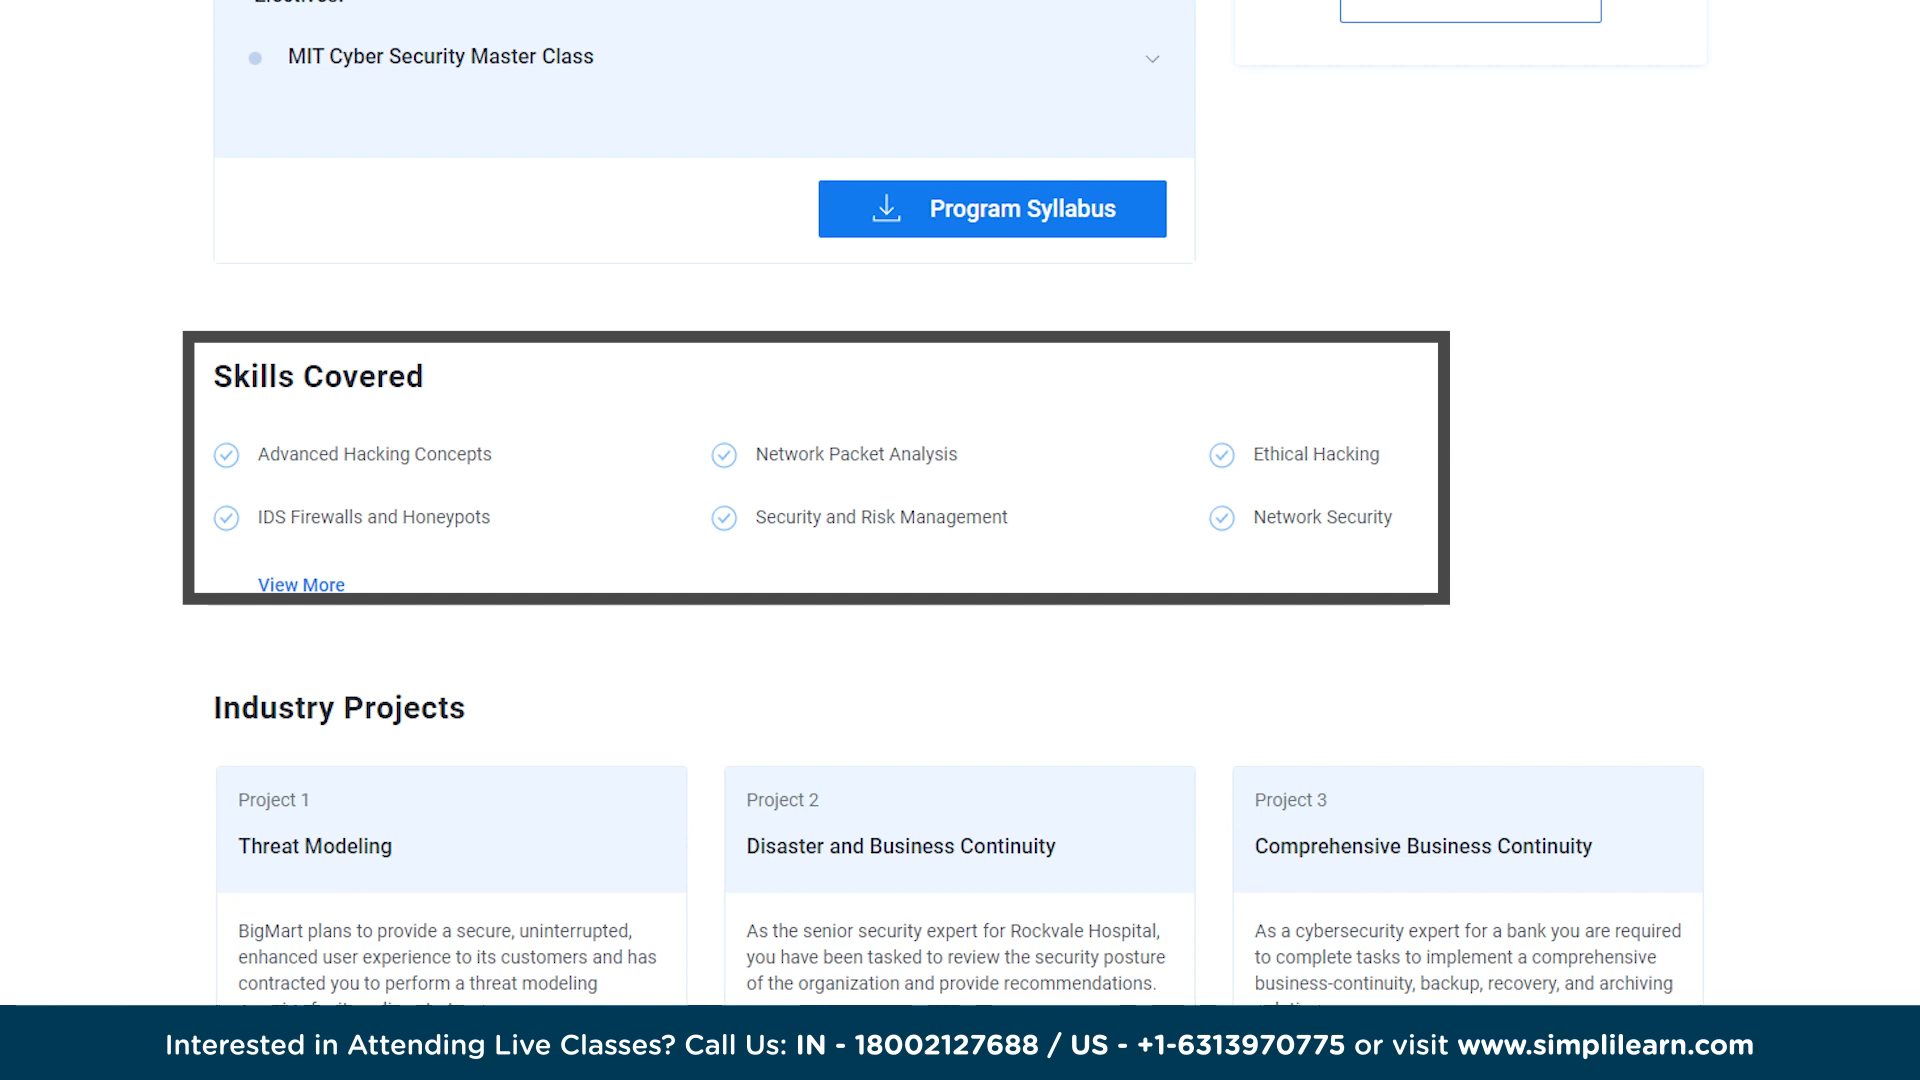 MIT Cyber Security Master Class
Program Syllabus
Skills Covered
Advanced Hacking Concepts
Network Packet Analysis
Ethical Hacking
IDS Firewalls and Honeypots
Security and Risk Management
Network Security
View More
Industry Projects
Project 1
Threat Modeling
BigMart plans to provide a secure, uninterrupted,
enhanced user experience to its customers and has
contracted you to perform a threat modeling
Project 2
Disaster and Business Continuity
As the senior security expert for Rockvale Hospital,
you have been tasked to review the security posture
of the organization and provide recommendations.
Project 3
Comprehensive Business Continuity
As a cybersecurity expert for a bank you are required
to complete tasks to implement a comprehensive
business-continuity, backup, recovery, and archiving
Interested in Attending Live Classes? Call Us: IN - 18002127688 / US - +1-6313970775 or visit www.simplilearn.com